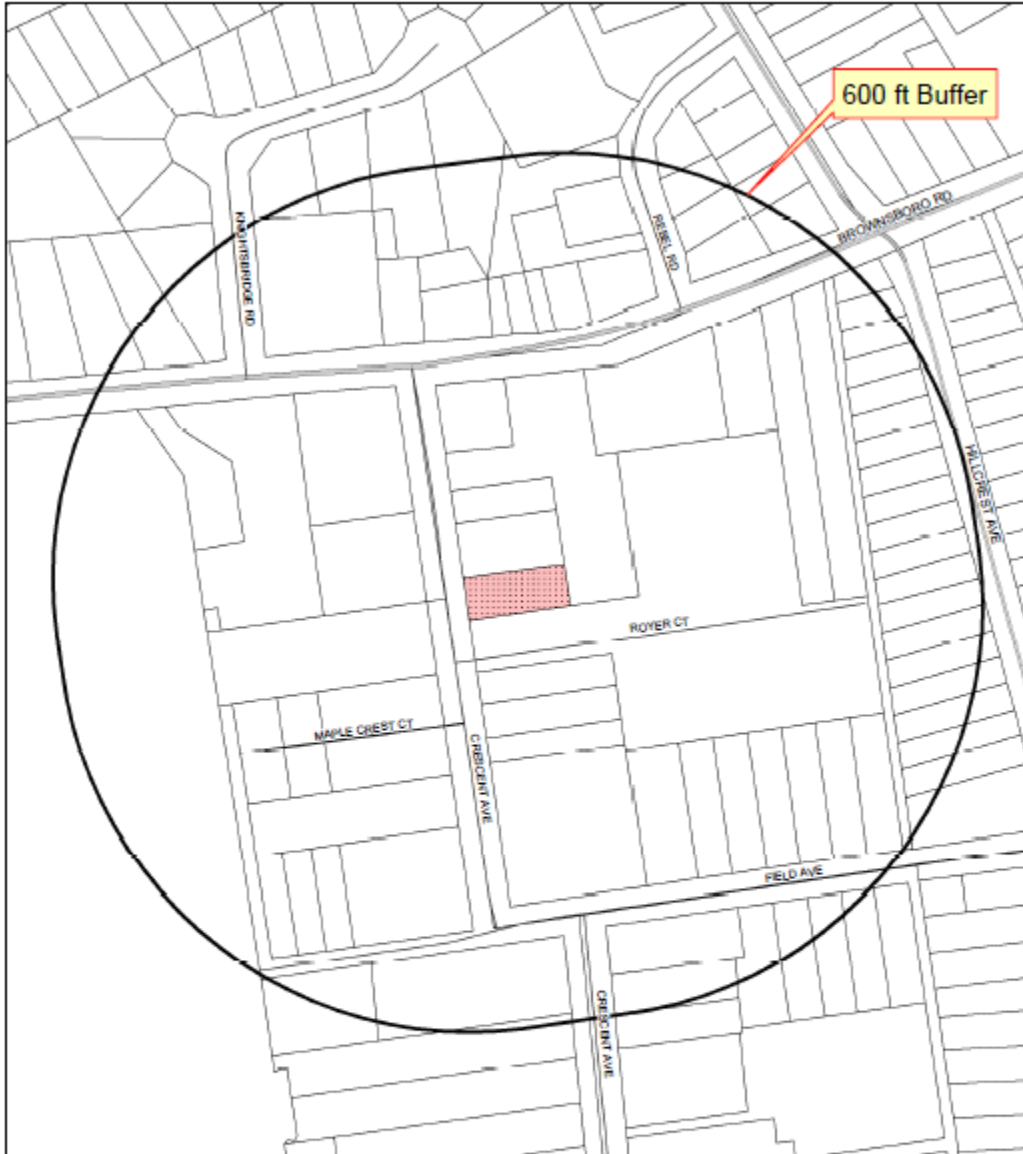 600 ft Buffer
BROWNSBORO RD
REBEL RD
KNIGHTSBRIDGE RD
HILLCREST AVE
ROYER CT
MAPLE CREST CT
CRESCENT AVE
FIELD AVE
CRESCENT AVE